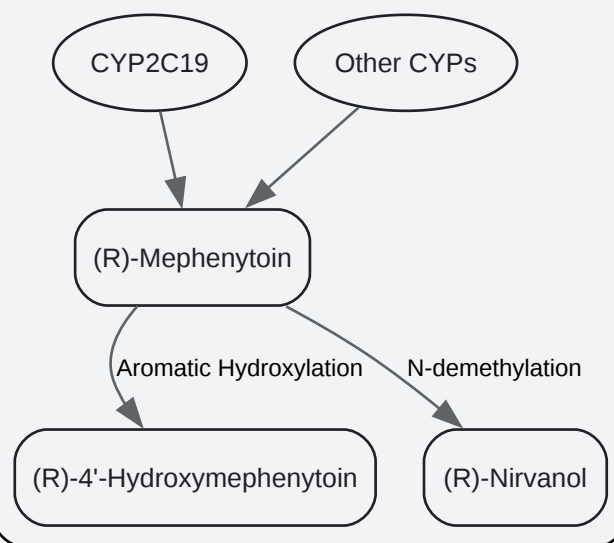 CYP2C19
Other CYPs
(R)-Mephenytoin
Aromatic Hydroxylation
N-demethylation
(R)-4'-Hydroxymephenytoin
(R)-Nirvanol